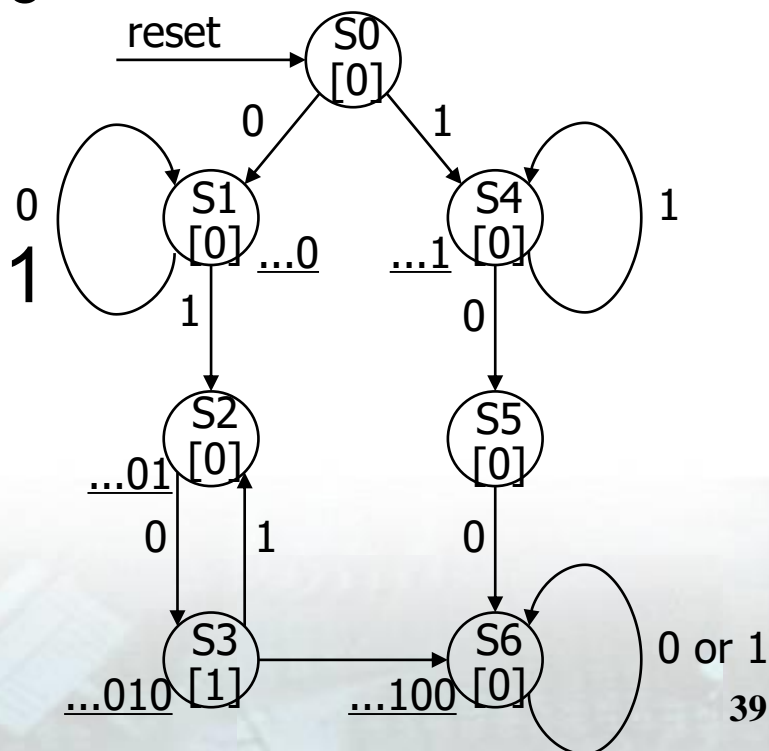 reset
S0
[0]
0
1
S1
[0]
...0
0
1
1
S4
[0]
...1
1
0
S2
[0]
...01
S5
[0]
0
1
0
S3
[1]
...010
S6
[0]
...100
0 or 1
39